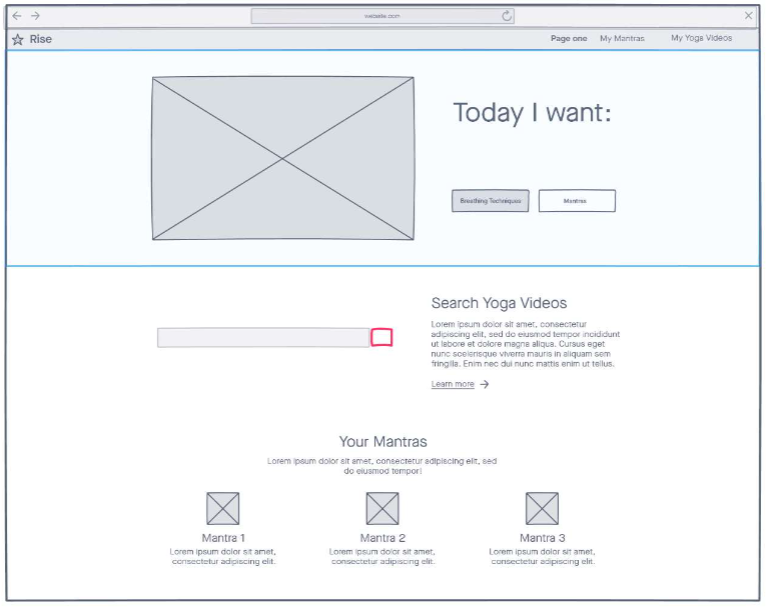 website.com
Rise
Page one My Mantras My Yoga Videos
Today I want:
Breathing Techniques Mantras
Search Yoga Videos
Lorem ipsum dolor sit amet, consectetur
adipiscing elit, sed do eiusmod tempor incididunt
ut labore et dolore magna aliqua. Cursus eget
nunc scelerisque viverra mauris in aliquam sem
fringilla. Enim nec dui nunc mattis enim ut tellus.
Learn more
Your Mantras
Lorem ipsum dolor sit amet, consectetur adipiscing elit, sed
do eiusmod tempor!
Mantra 1
Lorem ipsum dolor sit amet,
consectetur adipiscing elit.
Mantra 2
Lorem ipsum dolor sit amet,
consectetur adipiscing elit.
Mantra 3
Lorem ipsum dolor sit amet,
consectetur adipiscing elit.